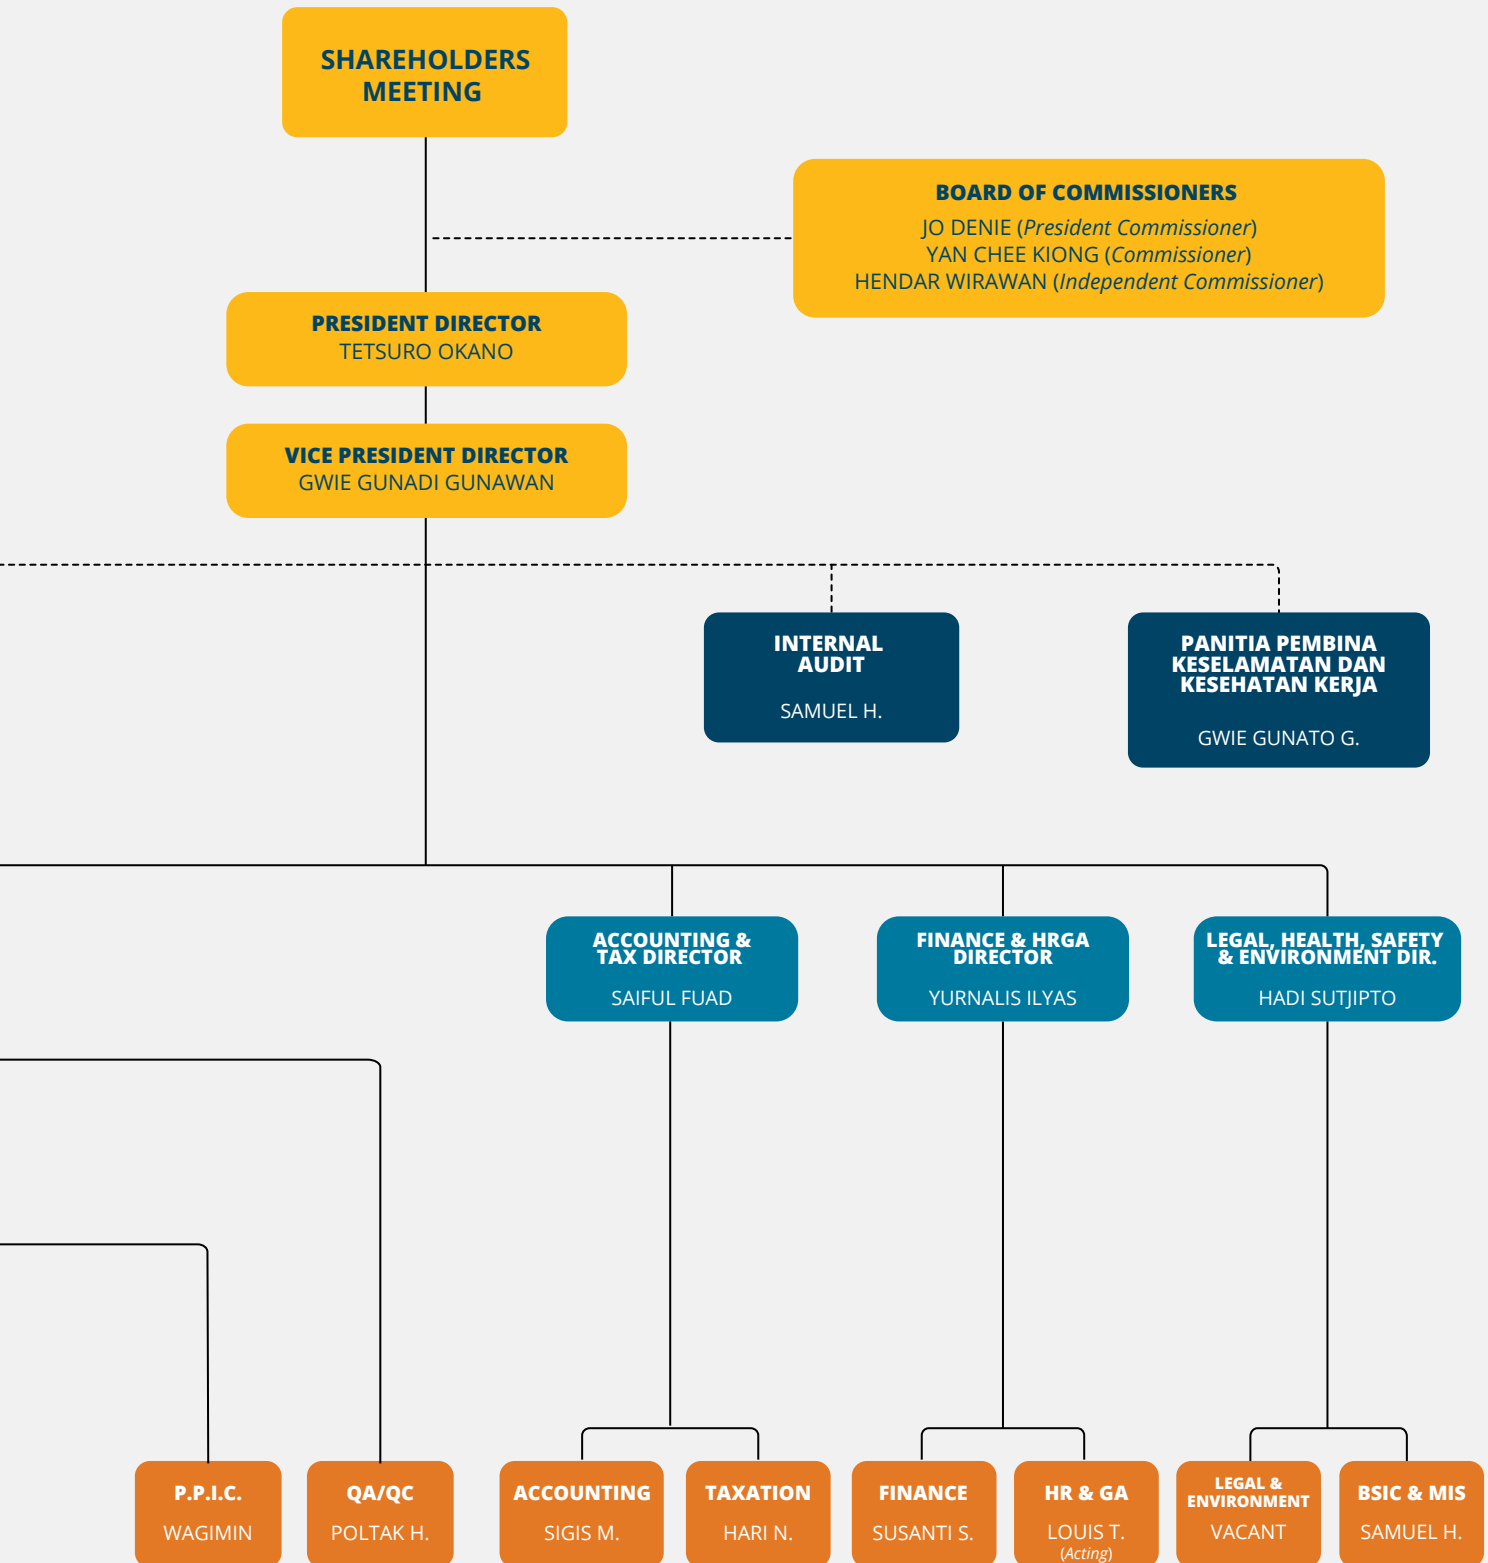 SHAREHOLDERS
MEETING
BOARD OF COMMISSIONERS
JO DENIE (President Commissioner)
YAN CHEE KIONG (Commissioner)
HENDAR WIRAWAN (Independent Commissioner)
PRESIDENT DIRECTOR
TETSURO OKANO
VICE PRESIDENT DIRECTOR
GWIE GUNADI GUNAWAN
INTERNAL
AUDIT
SAMUEL H.
PANITIA PEMBINA
KESELAMATAN DAN
KESEHATAN KERJA
GWIE GUNATO G.
ACCOUNTING &
TAX DIRECTOR
SAIFUL FUAD
FINANCE & HRGA
DIRECTOR
YURNALIS ILYAS
LEGAL, HEALTH, SAFETY
& ENVIRONMENT DIR.
HADI SUTJIPTO
P.P.I.C.
WAGIMIN
QA/QC
POLTAK H.
ACCOUNTING
SIGIS M.
TAXATION
HARI N.
FINANCE
SUSANTI S.
HR & GA
LOUIS T.
(Acting)
LEGAL &
ENVIRONMENT
VACANT
BSIC & MIS
SAMUEL H.